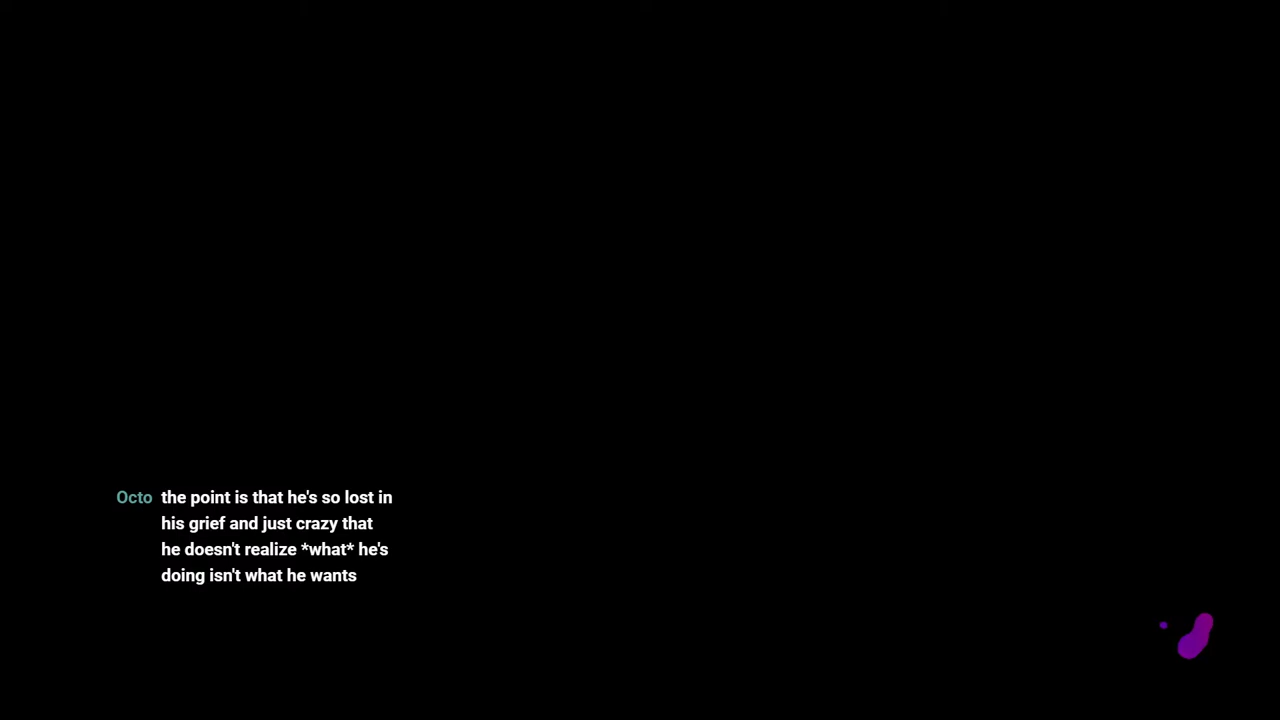 Octo the point is that he's so lost in
his grief and just crazy that
he doesn't realize *what* he's
doing isn't what he wants